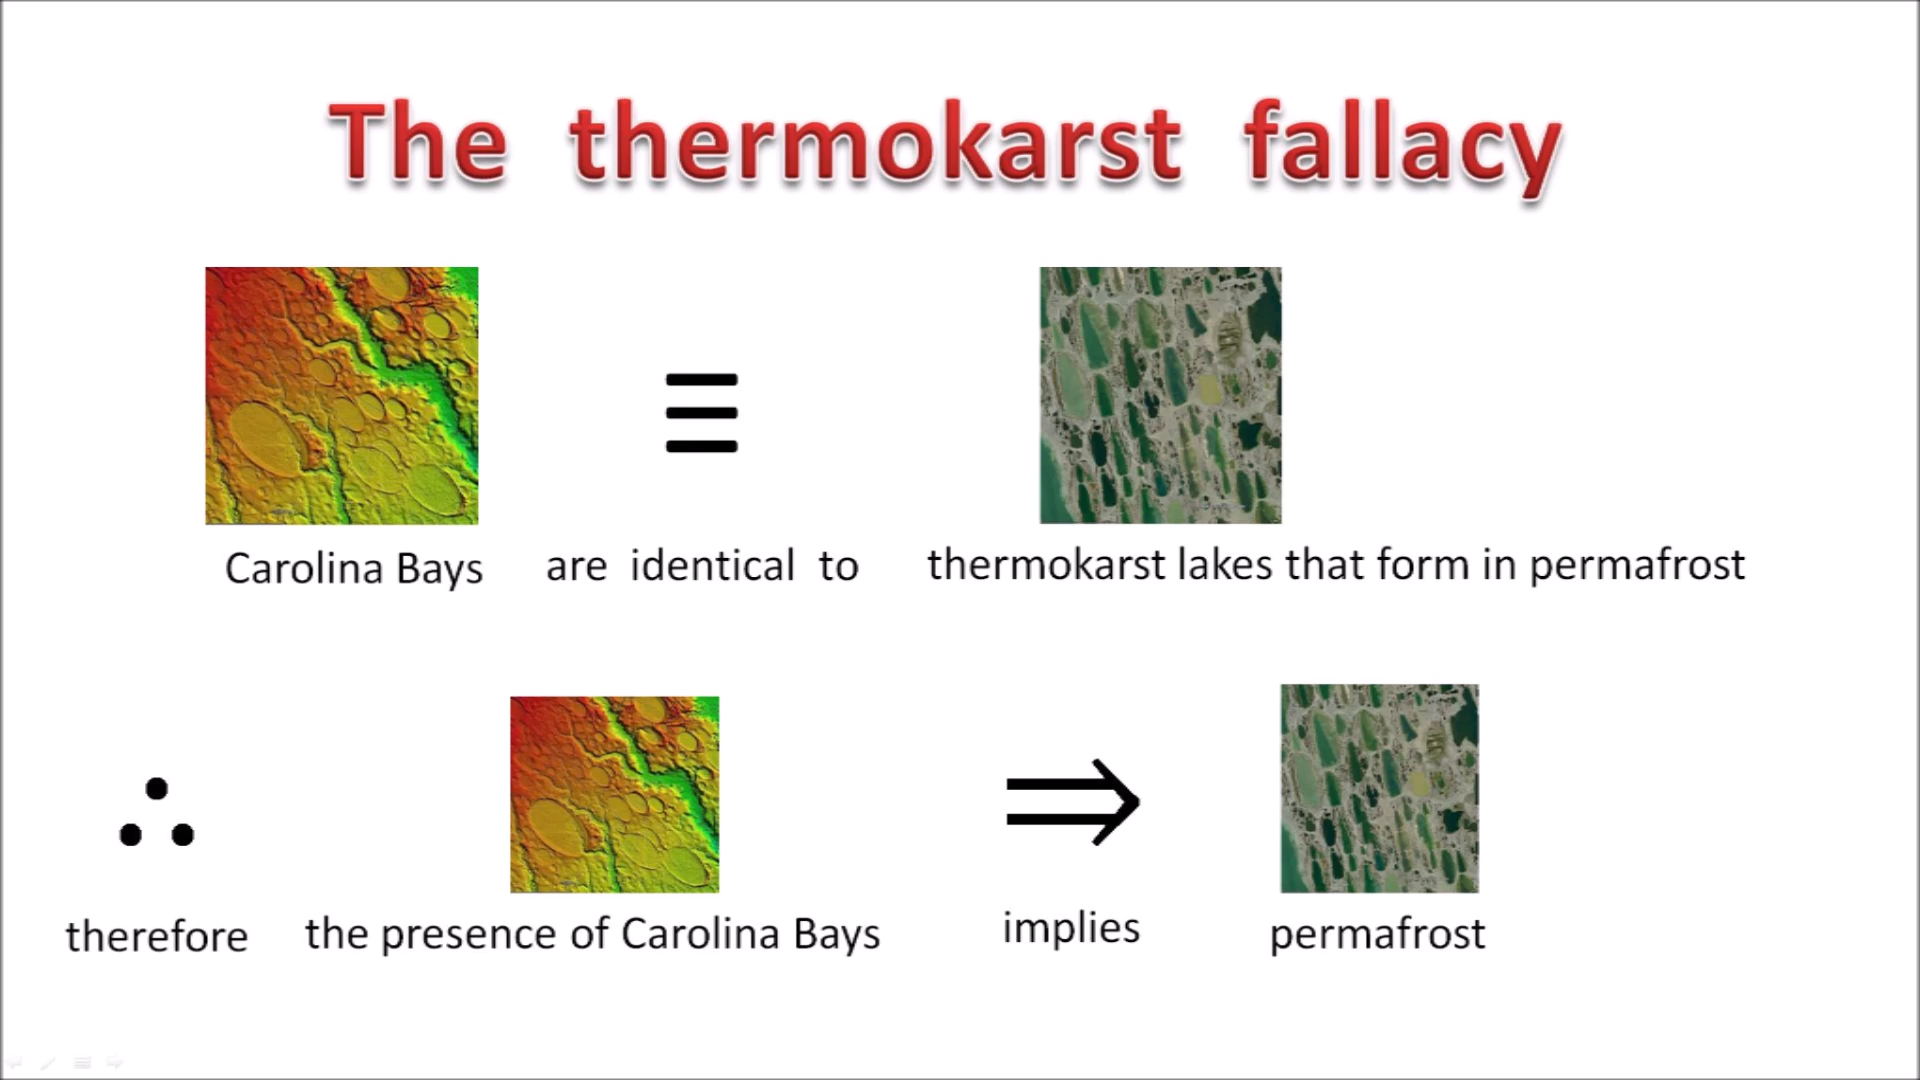 The thermokarst fallacy
≡
Carolina Bays are identical to thermokarst lakes that form in permafrost
∴ ⇒
therefore the presence of Carolina Bays implies permafrost